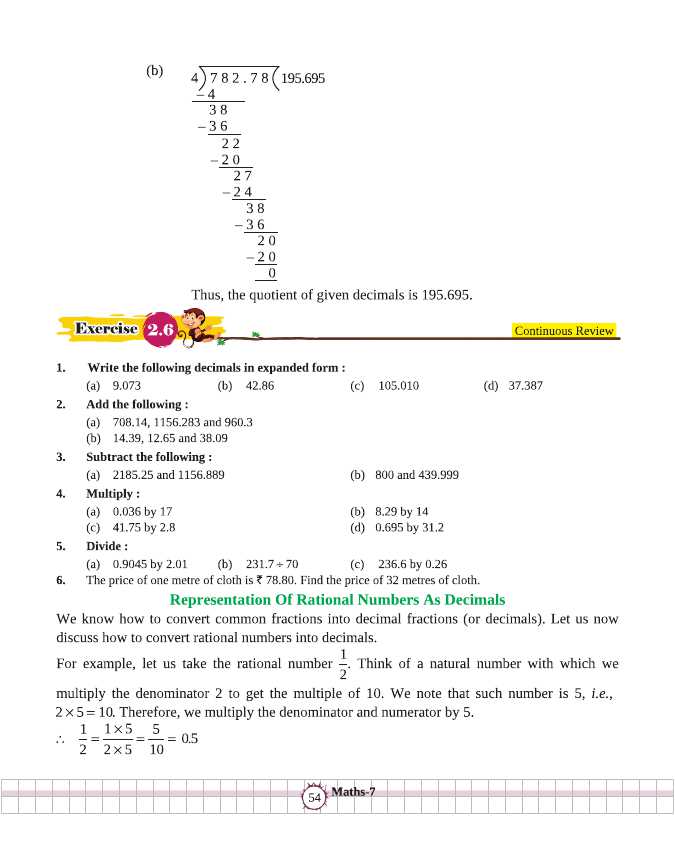 (b) 4)782.78(195.695
– 4
38
– 36
22
– 20
27
– 24
38
– 36
20
– 20
0
Thus, the quotient of given decimals is 195.695.
Exercise 2.6
Continuous Review
1. Write the following decimals in expanded form :
(a) 9.073 (b) 42.86 (c) 105.010 (d) 37.387
2. Add the following :
(a) 708.14, 1156.283 and 960.3
(b) 14.39, 12.65 and 38.09
3. Subtract the following :
(a) 2185.25 and 1156.889 (b) 800 and 439.999
4. Multiply :
(a) 0.036 by 17 (b) 8.29 by 14
(c) 41.75 by 2.8 (d) 0.695 by 31.2
5. Divide :
(a) 0.9045 by 2.01 (b) 231.7 ÷ 70 (c) 236.6 by 0.26
6. The price of one metre of cloth is ₹ 78.80. Find the price of 32 metres of cloth.
Representation Of Rational Numbers As Decimals
We know how to convert common fractions into decimal fractions (or decimals). Let us now
discuss how to convert rational numbers into decimals.
For example, let us take the rational number 1/2. Think of a natural number with which we
multiply the denominator 2 to get the multiple of 10. We note that such number is 5, i.e.,
2 × 5 = 10. Therefore, we multiply the denominator and numerator by 5.
∴ 1/2 = 1 × 5/2 × 5 = 5/10 = 0.5
54 Maths-7